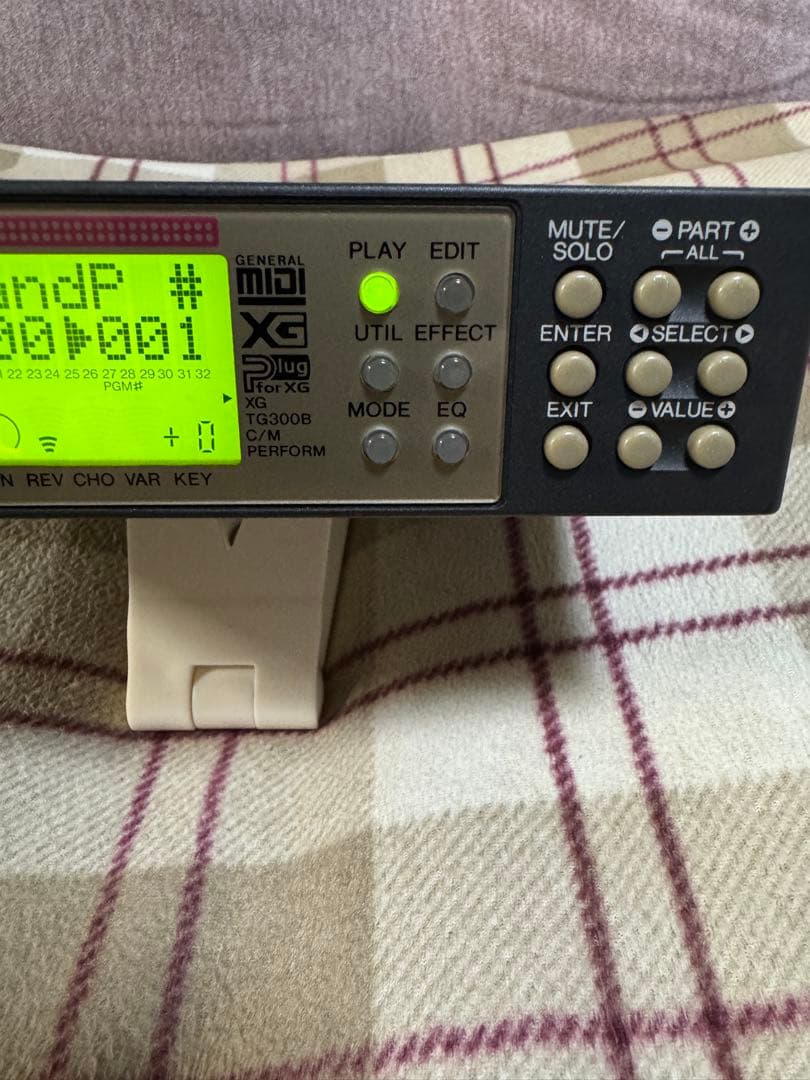 andP #
00▶001
21 22 23 24 25 26 27 28 29 30 31 32
PGM#
+ 0
N REV CHO VAR KEY
GENERAL
MIDI
XG
Plug
for XG
XG
TG300B
C/M
PERFORM
PLAY EDIT
UTIL EFFECT
MODE EQ
MUTE/
SOLO
− PART +
ALL
ENTER ◀ SELECT ▶
EXIT − VALUE +